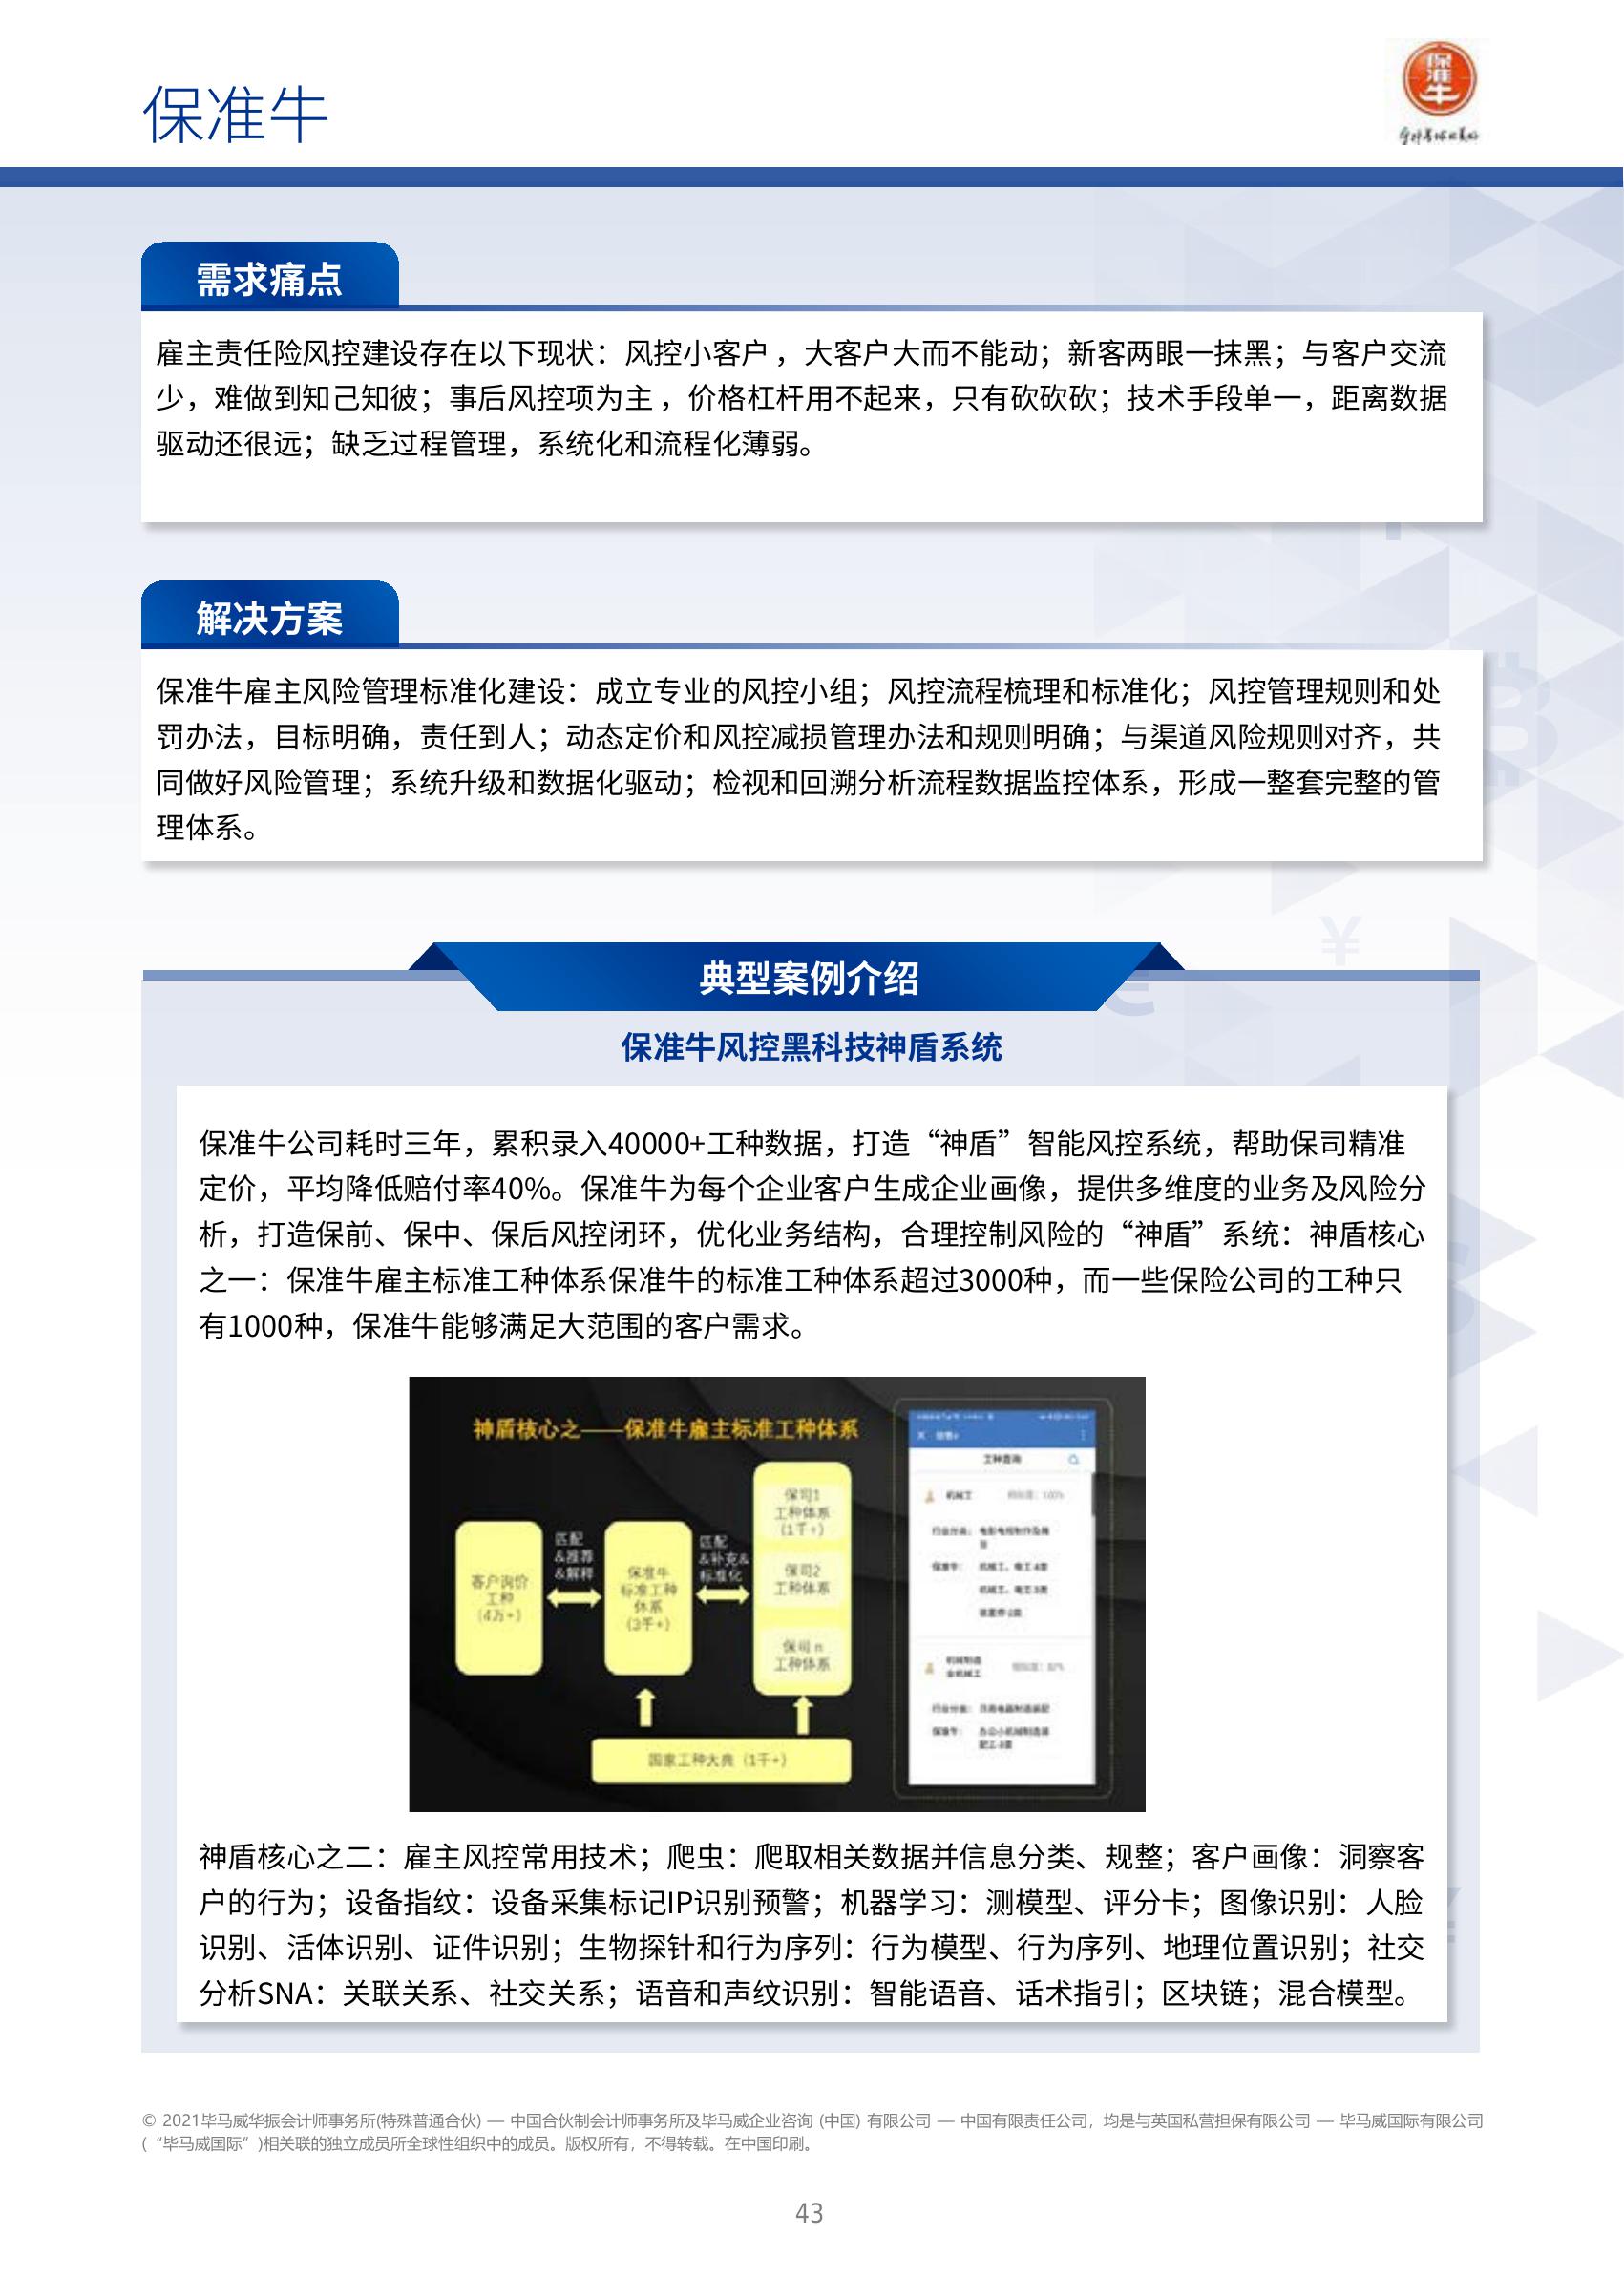 保准牛
保准牛
需求痛点
雇主责任险风控建设存在以下现状：风控小客户，大客户大而不能动；新客两眼一抹黑；与客户交流
少，难做到知己知彼；事后风控项为主，价格杠杆用不起来，只有砍砍砍；技术手段单一，距离数据
驱动还很远；缺乏过程管理，系统化和流程化薄弱。
解决方案
保准牛雇主风险管理标准化建设：成立专业的风控小组；风控流程梳理和标准化；风控管理规则和处
罚办法，目标明确，责任到人；动态定价和风控减损管理办法和规则明确；与渠道风险规则对齐，共
同做好风险管理；系统升级和数据化驱动；检视和回溯分析流程数据监控体系，形成一整套完整的管
理体系。
典型案例介绍
保准牛风控黑科技神盾系统
保准牛公司耗时三年，累积录入40000+工种数据，打造“神盾”智能风控系统，帮助保司精准
定价，平均降低赔付率40%。保准牛为每个企业客户生成企业画像，提供多维度的业务及风险分
析，打造保前、保中、保后风控闭环，优化业务结构，合理控制风险的“神盾”系统：神盾核心
之一：保准牛雇主标准工种体系保准牛的标准工种体系超过3000种，而一些保险公司的工种只
有1000种，保准牛能够满足大范围的客户需求。
神盾核心之——保准牛雇主标准工种体系
客户询价
工种
（4万+）
匹配
&推荐
&解释
保准牛
标准工种
体系
（3千+）
匹配
&补充&
标准化
保司1
工种体系
（1千+）
保司2
工种体系
保司n
工种体系
国家工种大典（1千+）
工种查询
机械工
神盾核心之二：雇主风控常用技术；爬虫：爬取相关数据并信息分类、规整；客户画像：洞察客
户的行为；设备指纹：设备采集标记IP识别预警；机器学习：测模型、评分卡；图像识别：人脸
识别、活体识别、证件识别；生物探针和行为序列：行为模型、行为序列、地理位置识别；社交
分析SNA：关联关系、社交关系；语音和声纹识别：智能语音、话术指引；区块链；混合模型。
© 2021毕马威华振会计师事务所(特殊普通合伙) — 中国合伙制会计师事务所及毕马威企业咨询 (中国) 有限公司 — 中国有限责任公司，均是与英国私营担保有限公司 — 毕马威国际有限公司
(“毕马威国际”)相关联的独立成员所全球性组织中的成员。版权所有，不得转载。在中国印刷。
43